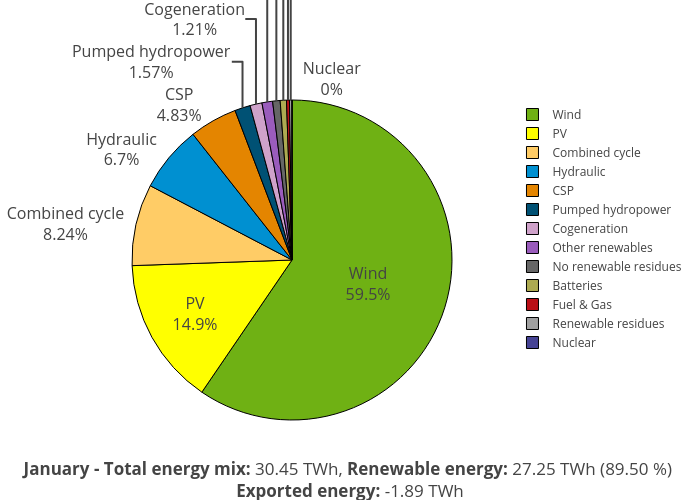 Cogeneration
1.21%
Pumped hydropower
1.57%
CSP
4.83%
Nuclear
0%
Hydraulic
6.7%
Combined cycle
8.24%
Wind
59.5%
PV
14.9%
Wind
PV
Combined cycle
Hydraulic
CSP
Pumped hydropower
Cogeneration
Other renewables
No renewable residues
Batteries
Fuel & Gas
Renewable residues
Nuclear
January - Total energy mix: 30.45 TWh, Renewable energy: 27.25 TWh (89.50 %)
Exported energy: -1.89 TWh